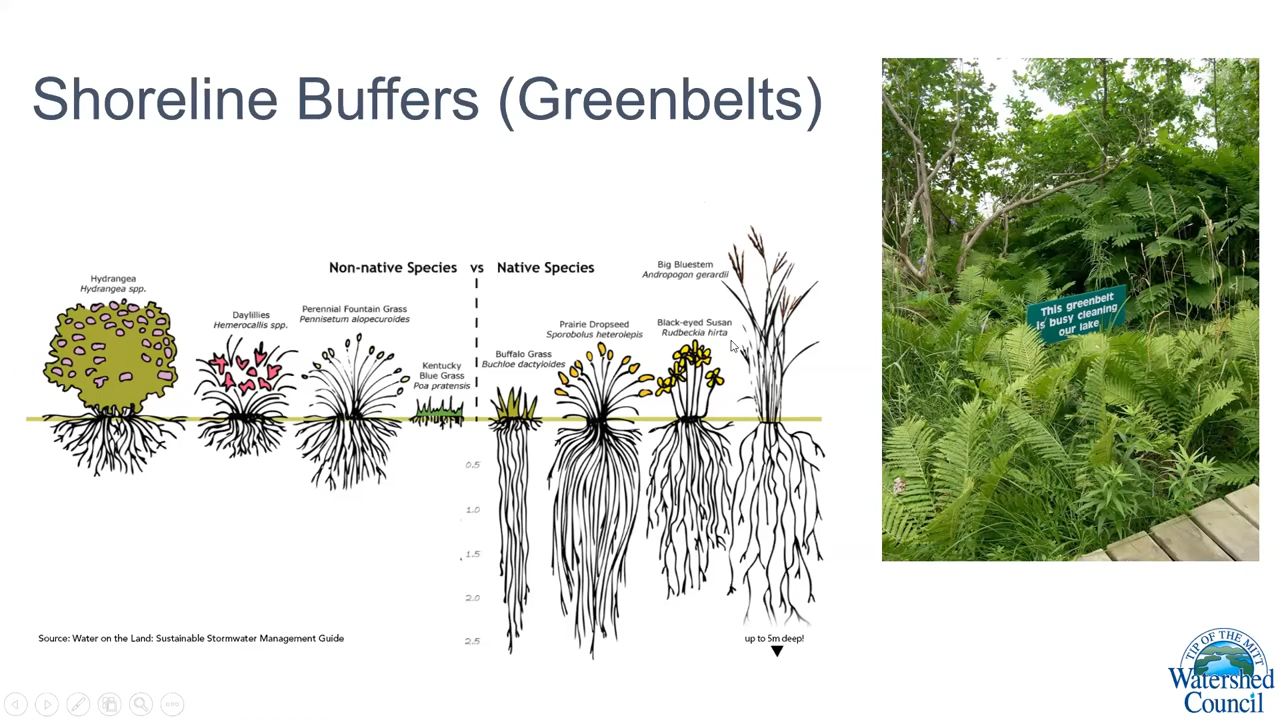 Shoreline Buffers (Greenbelts)
Non-native Species vs Native Species
Hydrangea
Hydrangea spp.
Daylillies
Hemerocallis spp.
Perennial Fountain Grass
Pennisetum alopecuroides
Kentucky
Blue Grass
Poa pratensis
Buffalo Grass
Buchloe dactyloides
Prairie Dropseed
Sporobolus heterolepis
Black-eyed Susan
Rudbeckia hirta
Big Bluestem
Andropogon gerardii
0.5
1.0
1.5
2.0
2.5
up to 5m deep!
Source: Water on the Land: Sustainable Stormwater Management Guide
This greenbelt
is busy cleaning
our lake
TIP OF THE MITT
Watershed
Council